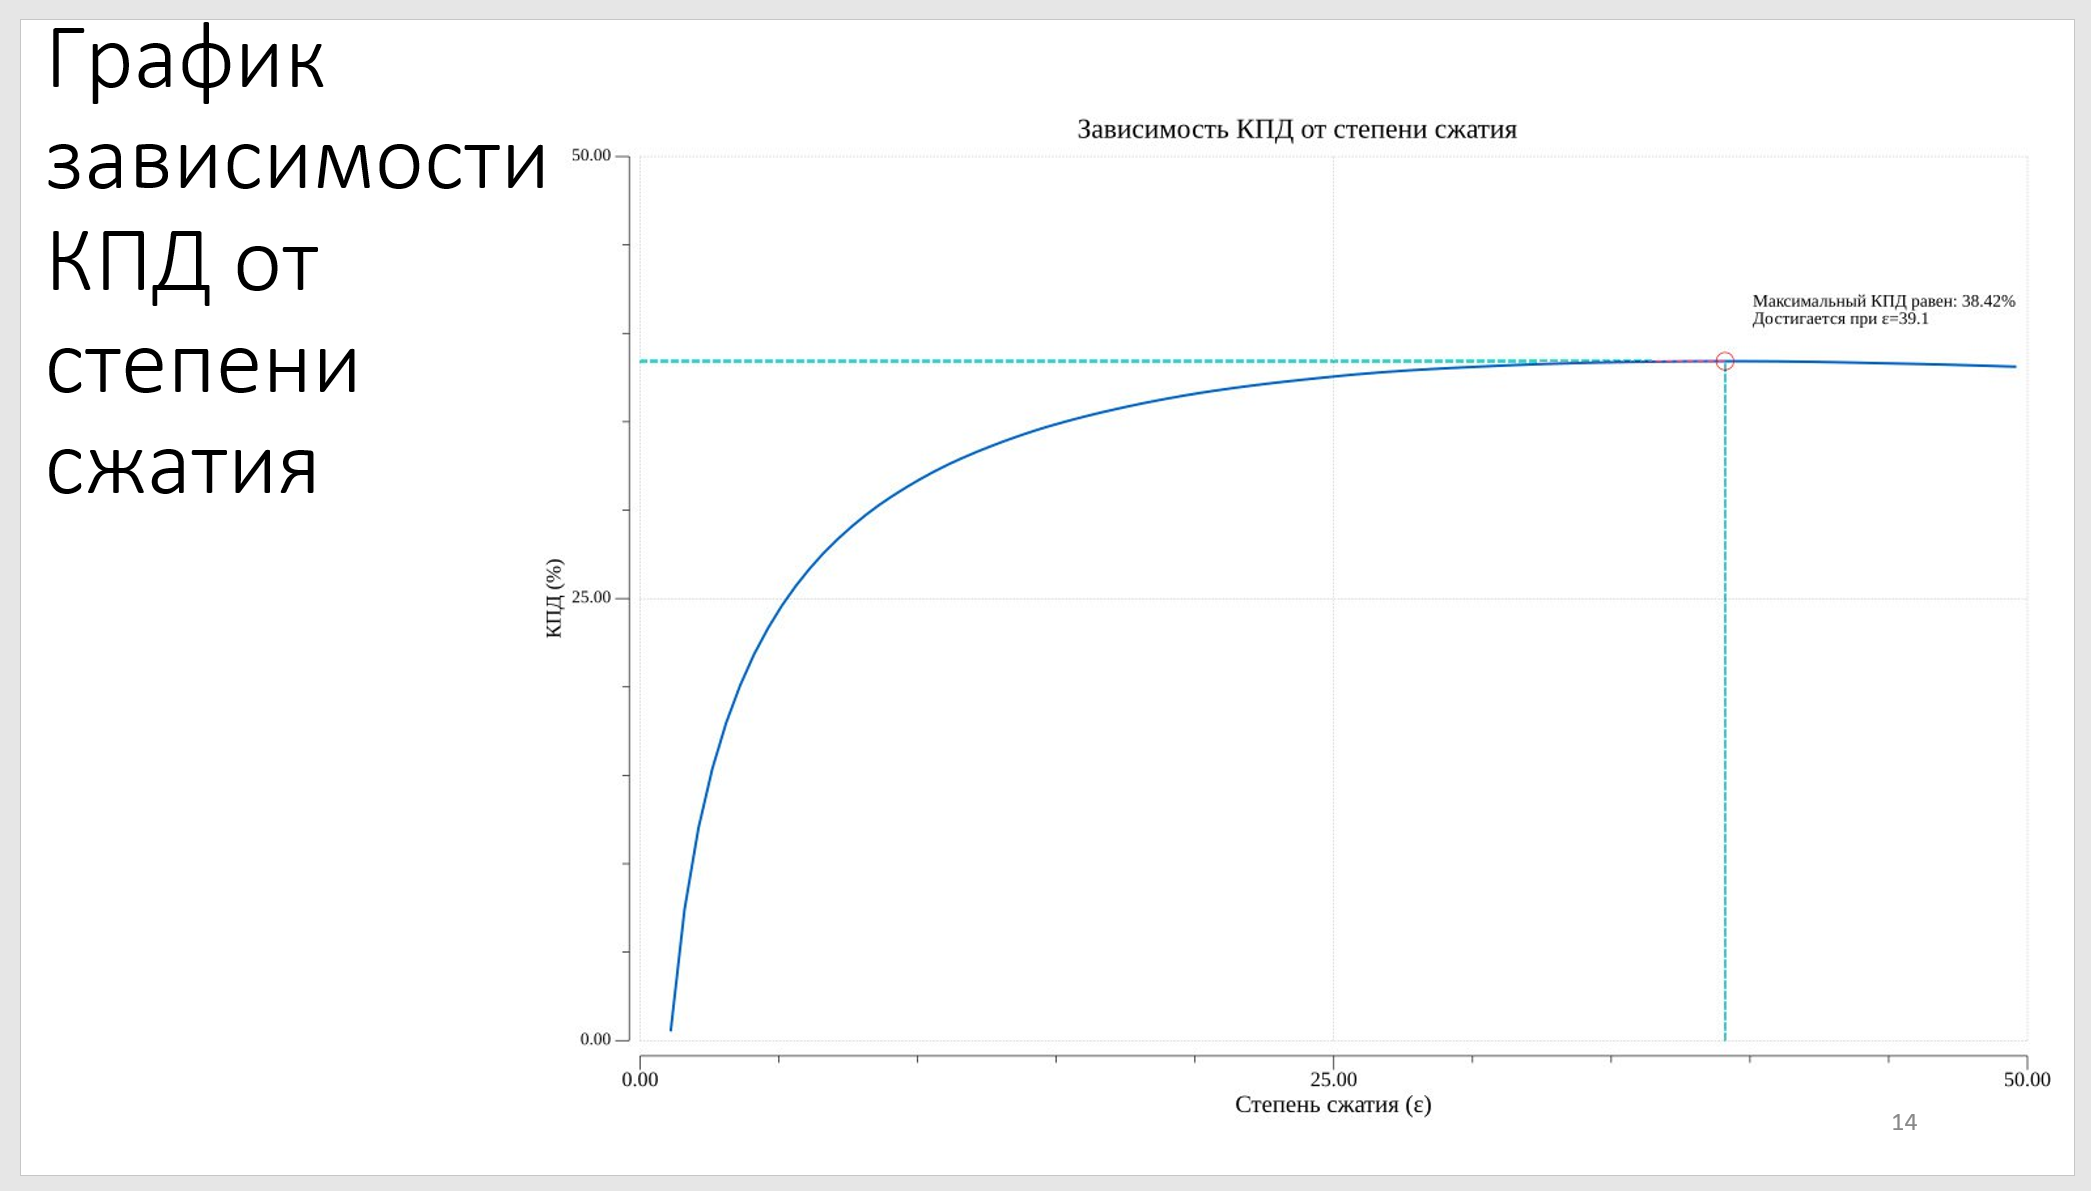 График
зависимости
КПД от
степени
сжатия
Зависимость КПД от степени сжатия
50.00
Максимальный КПД равен: 38.42%
Достигается при ε=39.1
КПД (%)
25.00
0.00
0.00 25.00 50.00
Степень сжатия (ε)
14